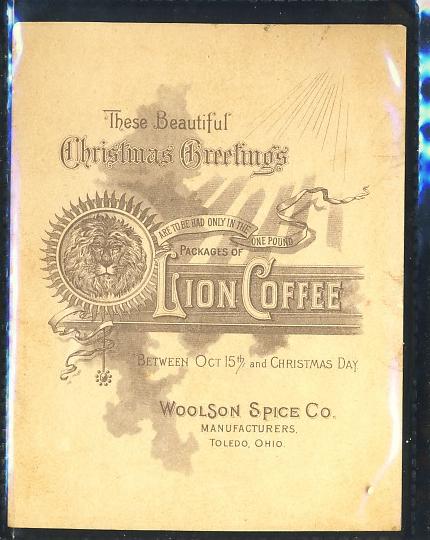 These Beautiful
Christmas Greetings
ARE TO BE HAD ONLY IN THE
ONE POUND
PACKAGES OF
LION COFFEE
BETWEEN OCT 15th and CHRISTMAS DAY.
WOOLSON SPICE CO.
MANUFACTURERS,
TOLEDO, OHIO.